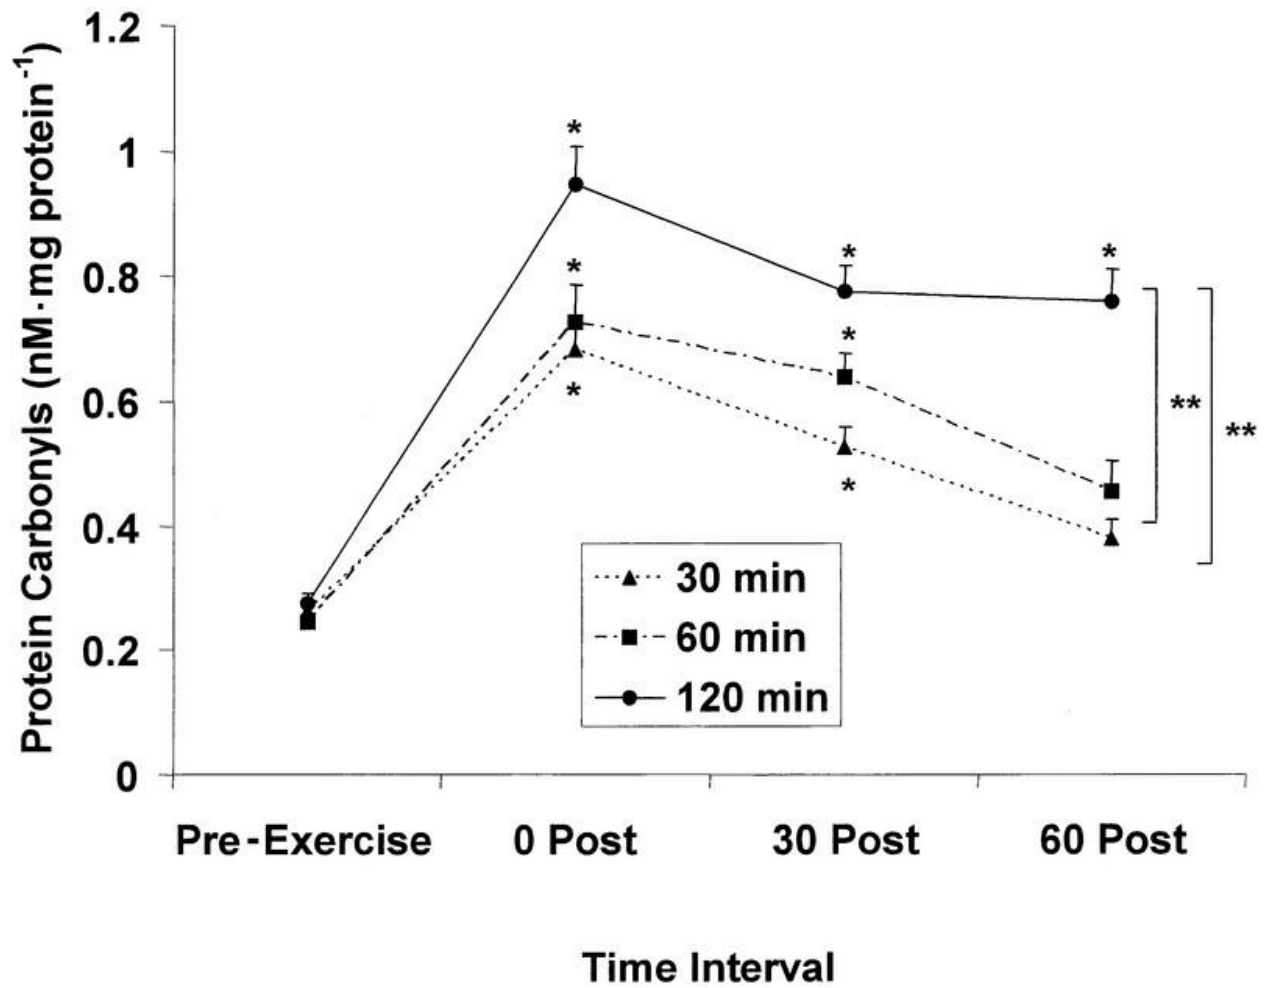 Protein Carbonyls (nM·mg protein⁻¹)
1.2
1
0.8
0.6
0.4
0.2
0
*
*
*
*
*
*
*
**
**
30 min
60 min
120 min
Pre-Exercise 0 Post 30 Post 60 Post
Time Interval